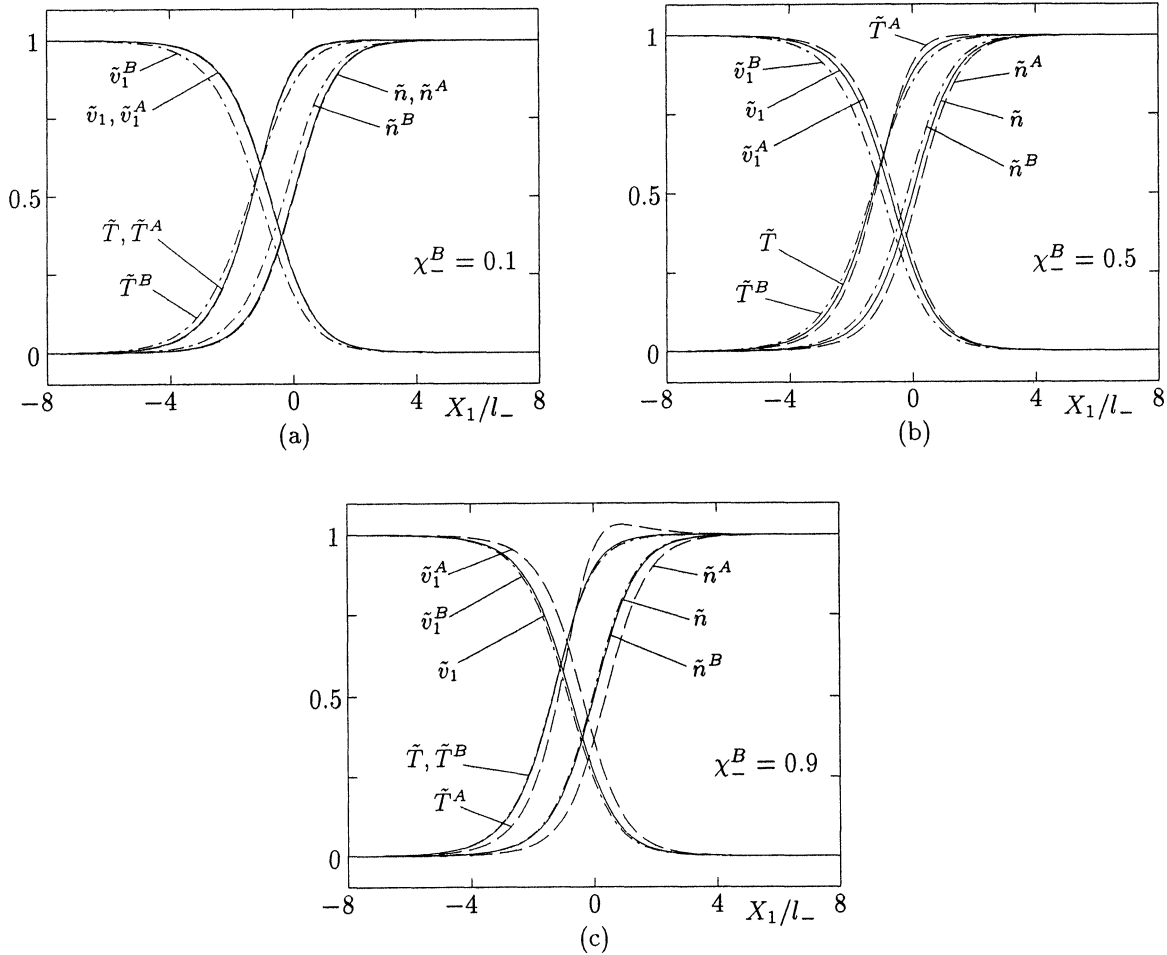 1
0.5
0
ṽ₁ᴮ
ṽ₁, ṽ₁ᴬ
ñ, ñᴬ
ñᴮ
T̃, T̃ᴬ
T̃ᴮ
χ₋ᴮ = 0.1
−8 −4 0 4 8
X₁/l₋
(a)
1
0.5
0
T̃ᴬ
ṽ₁ᴮ
ṽ₁
ṽ₁ᴬ
ñᴬ
ñ
ñᴮ
T̃
T̃ᴮ
χ₋ᴮ = 0.5
−8 −4 0 4 8
X₁/l₋
(b)
1
0.5
0
ṽ₁ᴬ
ṽ₁ᴮ
ṽ₁
ñᴬ
ñ
ñᴮ
T̃, T̃ᴮ
T̃ᴬ
χ₋ᴮ = 0.9
−8 −4 0 4 8
X₁/l₋
(c)